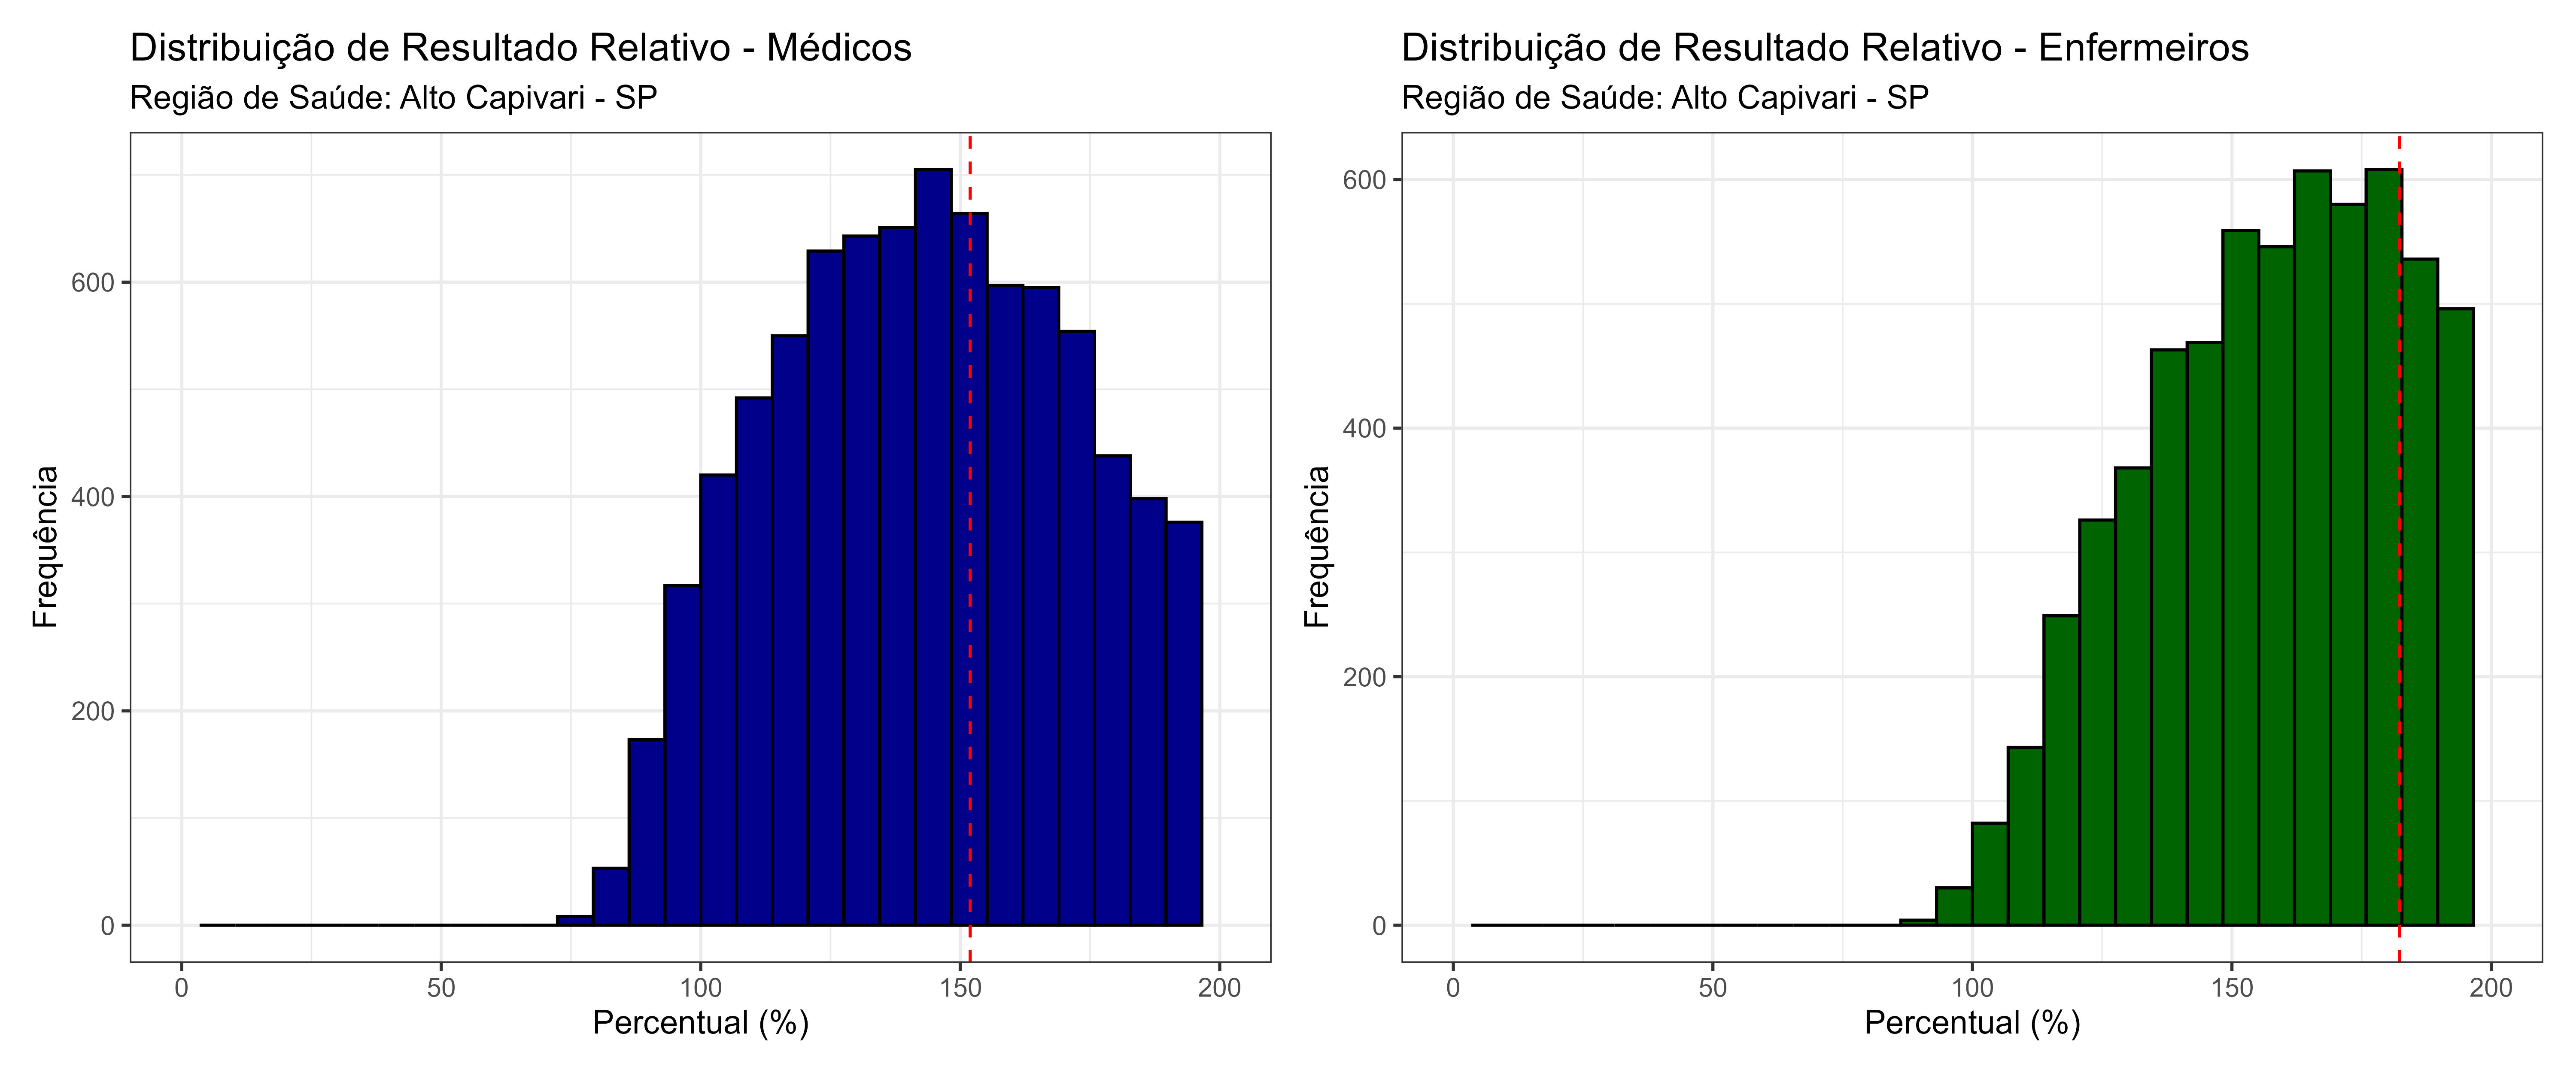 Distribuição de Resultado Relativo - Médicos
Região de Saúde: Alto Capivari - SP
Frequência
600
400
200
0
0 50 100 150 200
Percentual (%)
Distribuição de Resultado Relativo - Enfermeiros
Região de Saúde: Alto Capivari - SP
Frequência
600
400
200
0
0 50 100 150 200
Percentual (%)